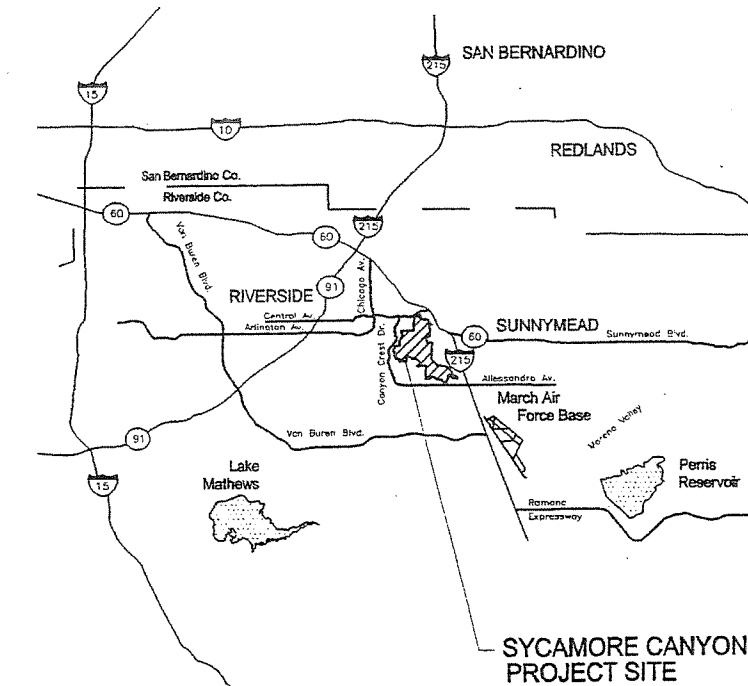 215
SAN BERNARDINO
15
10
REDLANDS
San Bernardino Co.
Riverside Co.
60
215
60
Van Buren Blvd.
Chicago Av.
91
RIVERSIDE
Central Av.
Arlington Av.
SUNNYMEAD
60
Sunnymead Blvd.
Canyon Crest Dr.
215
Allessandro Av.
March Air
Force Base
Moreno Valley
91
Van Buren Blvd.
Lake
Mathews
15
Perris
Reservoir
Ramona
Expressway
SYCAMORE CANYON
PROJECT SITE